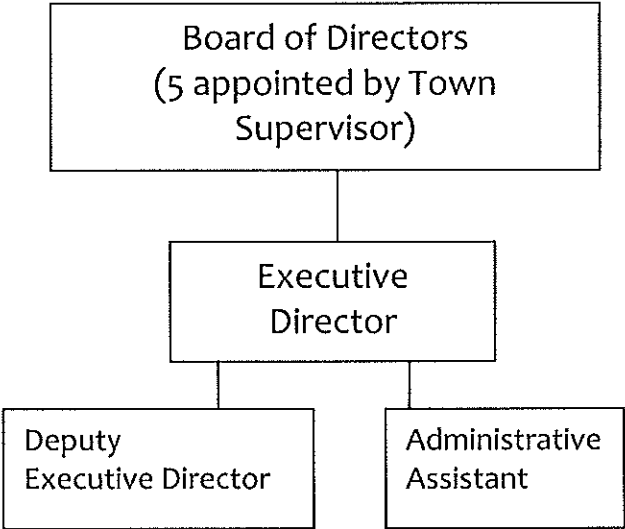 Board of Directors
(5 appointed by Town
Supervisor)
Executive
Director
Deputy
Executive Director
Administrative
Assistant